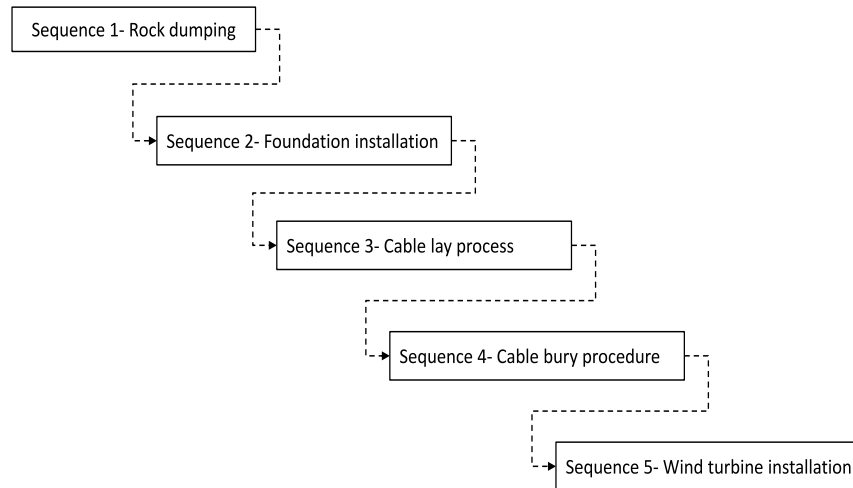 Sequence 1- Rock dumping
Sequence 2- Foundation installation
Sequence 3- Cable lay process
Sequence 4- Cable bury procedure
Sequence 5- Wind turbine installation